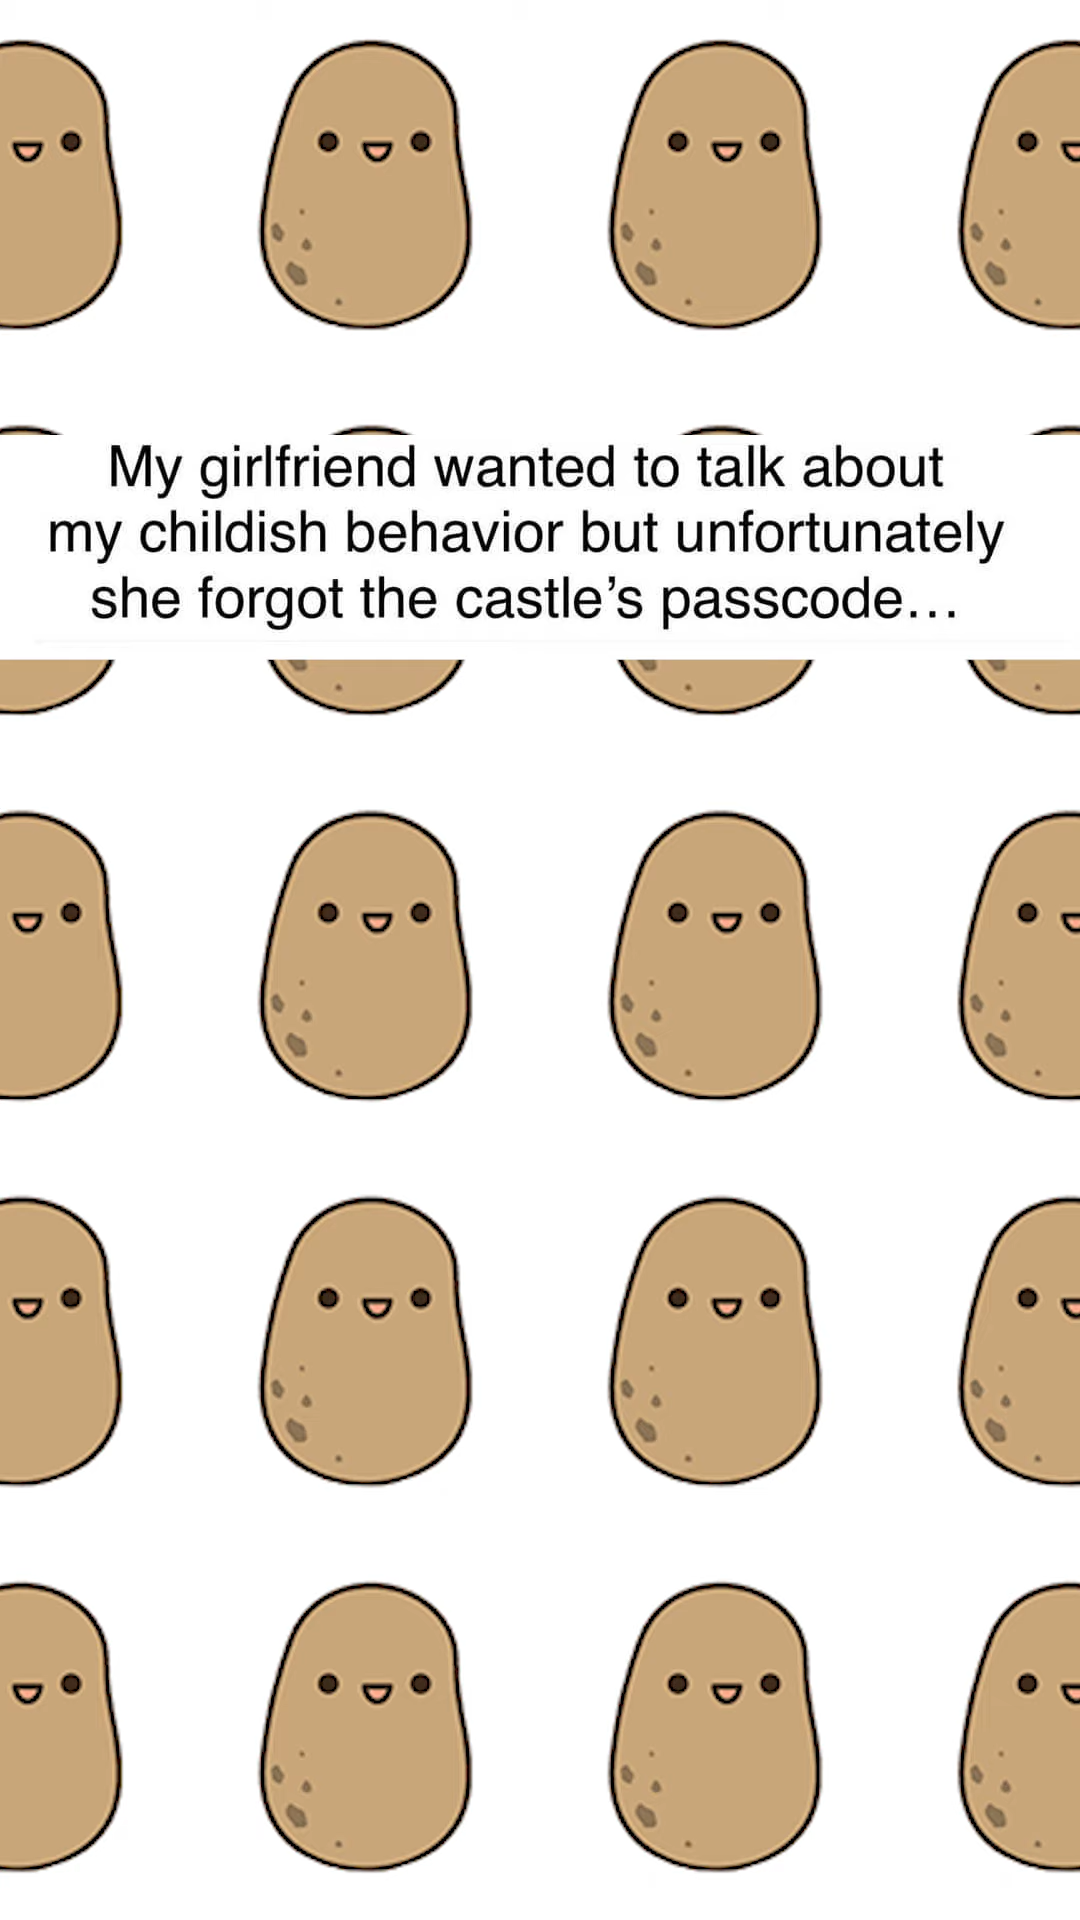 My girlfriend wanted to talk about
my childish behavior but unfortunately
she forgot the castle’s passcode…